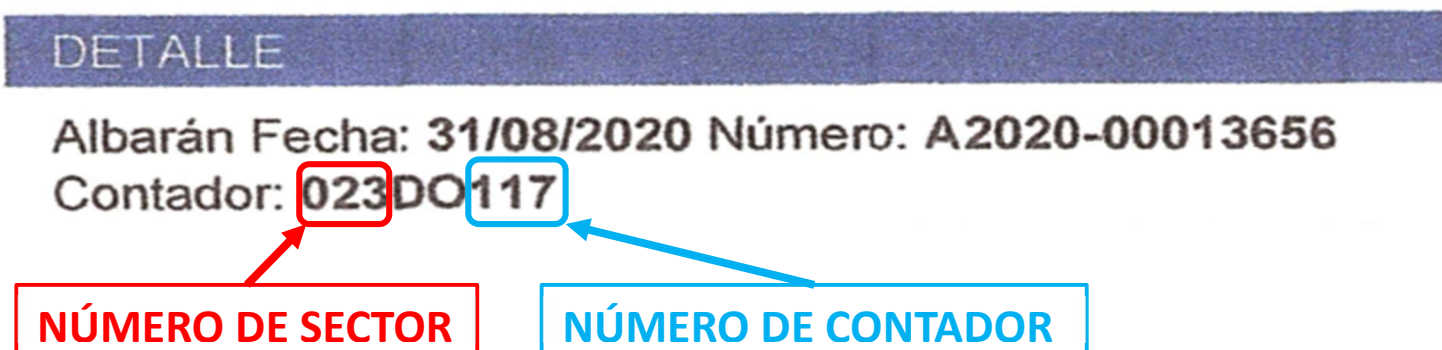 DETALLE
Albarán Fecha: 31/08/2020 Número: A2020-00013656
Contador: 023DO117
NÚMERO DE SECTOR NÚMERO DE CONTADOR